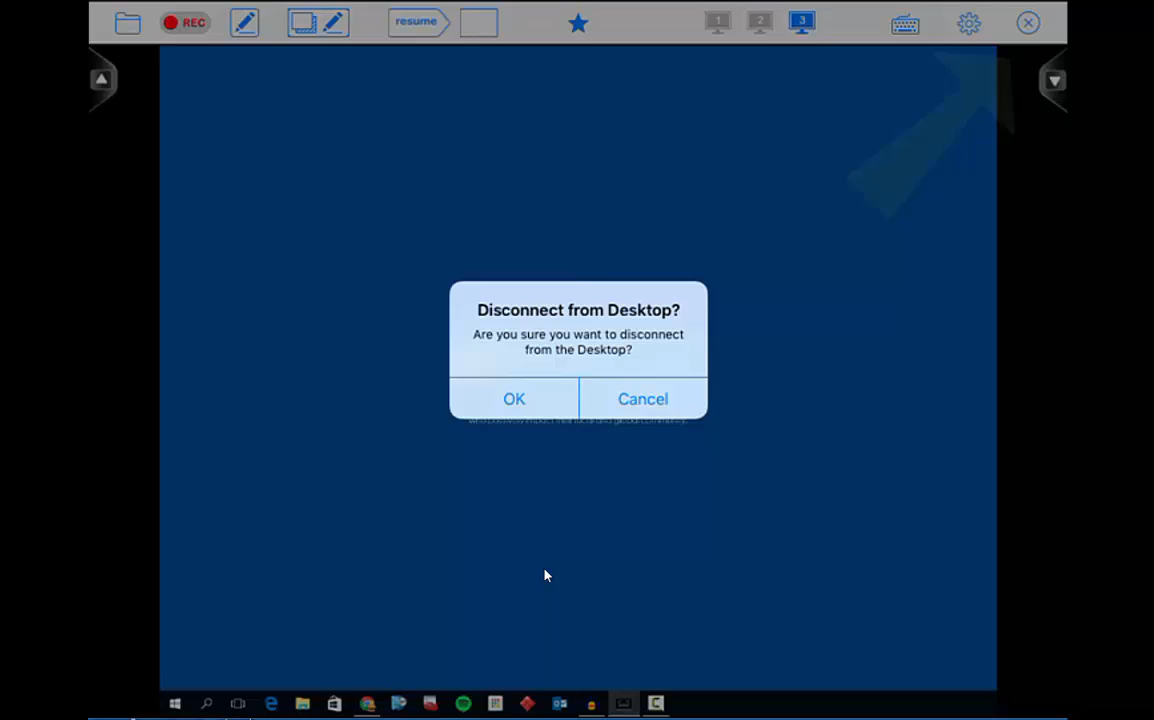 REC
resume
1
2
3
Disconnect from Desktop?
Are you sure you want to disconnect
from the Desktop?
OK
Cancel